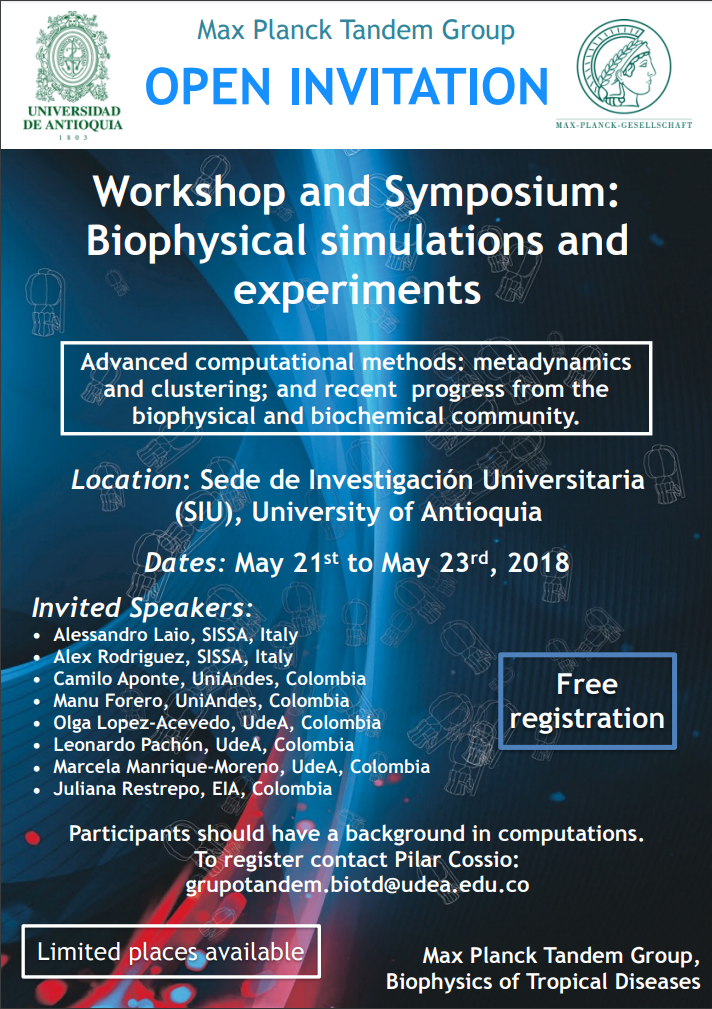 Max Planck Tandem Group
OPEN INVITATION
UNIVERSIDAD
DE ANTIOQUIA
1803
MAX-PLANCK-GESELLSCHAFT
Workshop and Symposium:
Biophysical simulations and
experiments
Advanced computational methods: metadynamics
and clustering; and recent progress from the
biophysical and biochemical community.
Location: Sede de Investigación Universitaria
(SIU), University of Antioquia
Dates: May 21st to May 23rd, 2018
Invited Speakers:
• Alessandro Laio, SISSA, Italy
• Alex Rodriguez, SISSA, Italy
• Camilo Aponte, UniAndes, Colombia
• Manu Forero, UniAndes, Colombia
• Olga Lopez-Acevedo, UdeA, Colombia
• Leonardo Pachón, UdeA, Colombia
• Marcela Manrique-Moreno, UdeA, Colombia
• Juliana Restrepo, EIA, Colombia
Free
registration
Participants should have a background in computations.
To register contact Pilar Cossio:
grupotandem.biotd@udea.edu.co
Limited places available
Max Planck Tandem Group,
Biophysics of Tropical Diseases